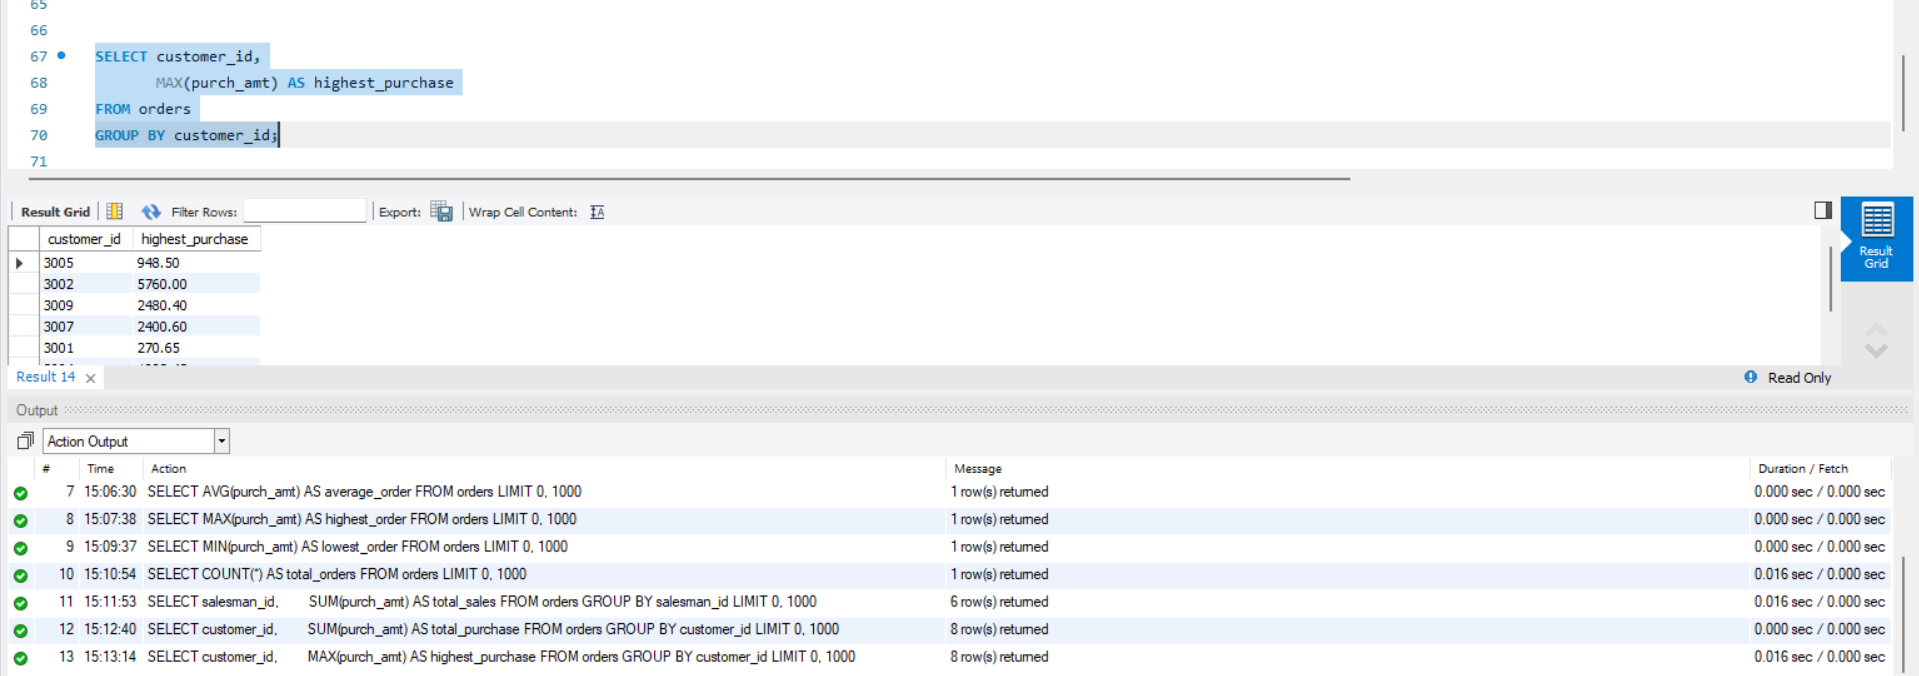 65
66
67 SELECT customer_id,
68 MAX(purch_amt) AS highest_purchase
69 FROM orders
70 GROUP BY customer_id;
71
Result Grid Filter Rows: Export: Wrap Cell Content:
customer_id highest_purchase
3005 948.50
3002 5760.00
3009 2480.40
3007 2400.60
3001 270.65
Result
Grid
Result 14 Read Only
Output
Action Output
# Time Action Message Duration / Fetch
7 15:06:30 SELECT AVG(purch_amt) AS average_order FROM orders LIMIT 0, 1000 1 row(s) returned 0.000 sec / 0.000 sec
8 15:07:38 SELECT MAX(purch_amt) AS highest_order FROM orders LIMIT 0, 1000 1 row(s) returned 0.000 sec / 0.000 sec
9 15:09:37 SELECT MIN(purch_amt) AS lowest_order FROM orders LIMIT 0, 1000 1 row(s) returned 0.000 sec / 0.000 sec
10 15:10:54 SELECT COUNT(*) AS total_orders FROM orders LIMIT 0, 1000 1 row(s) returned 0.016 sec / 0.000 sec
11 15:11:53 SELECT salesman_id, SUM(purch_amt) AS total_sales FROM orders GROUP BY salesman_id LIMIT 0, 1000 6 row(s) returned 0.016 sec / 0.000 sec
12 15:12:40 SELECT customer_id, SUM(purch_amt) AS total_purchase FROM orders GROUP BY customer_id LIMIT 0, 1000 8 row(s) returned 0.000 sec / 0.000 sec
13 15:13:14 SELECT customer_id, MAX(purch_amt) AS highest_purchase FROM orders GROUP BY customer_id LIMIT 0, 1000 8 row(s) returned 0.016 sec / 0.000 sec